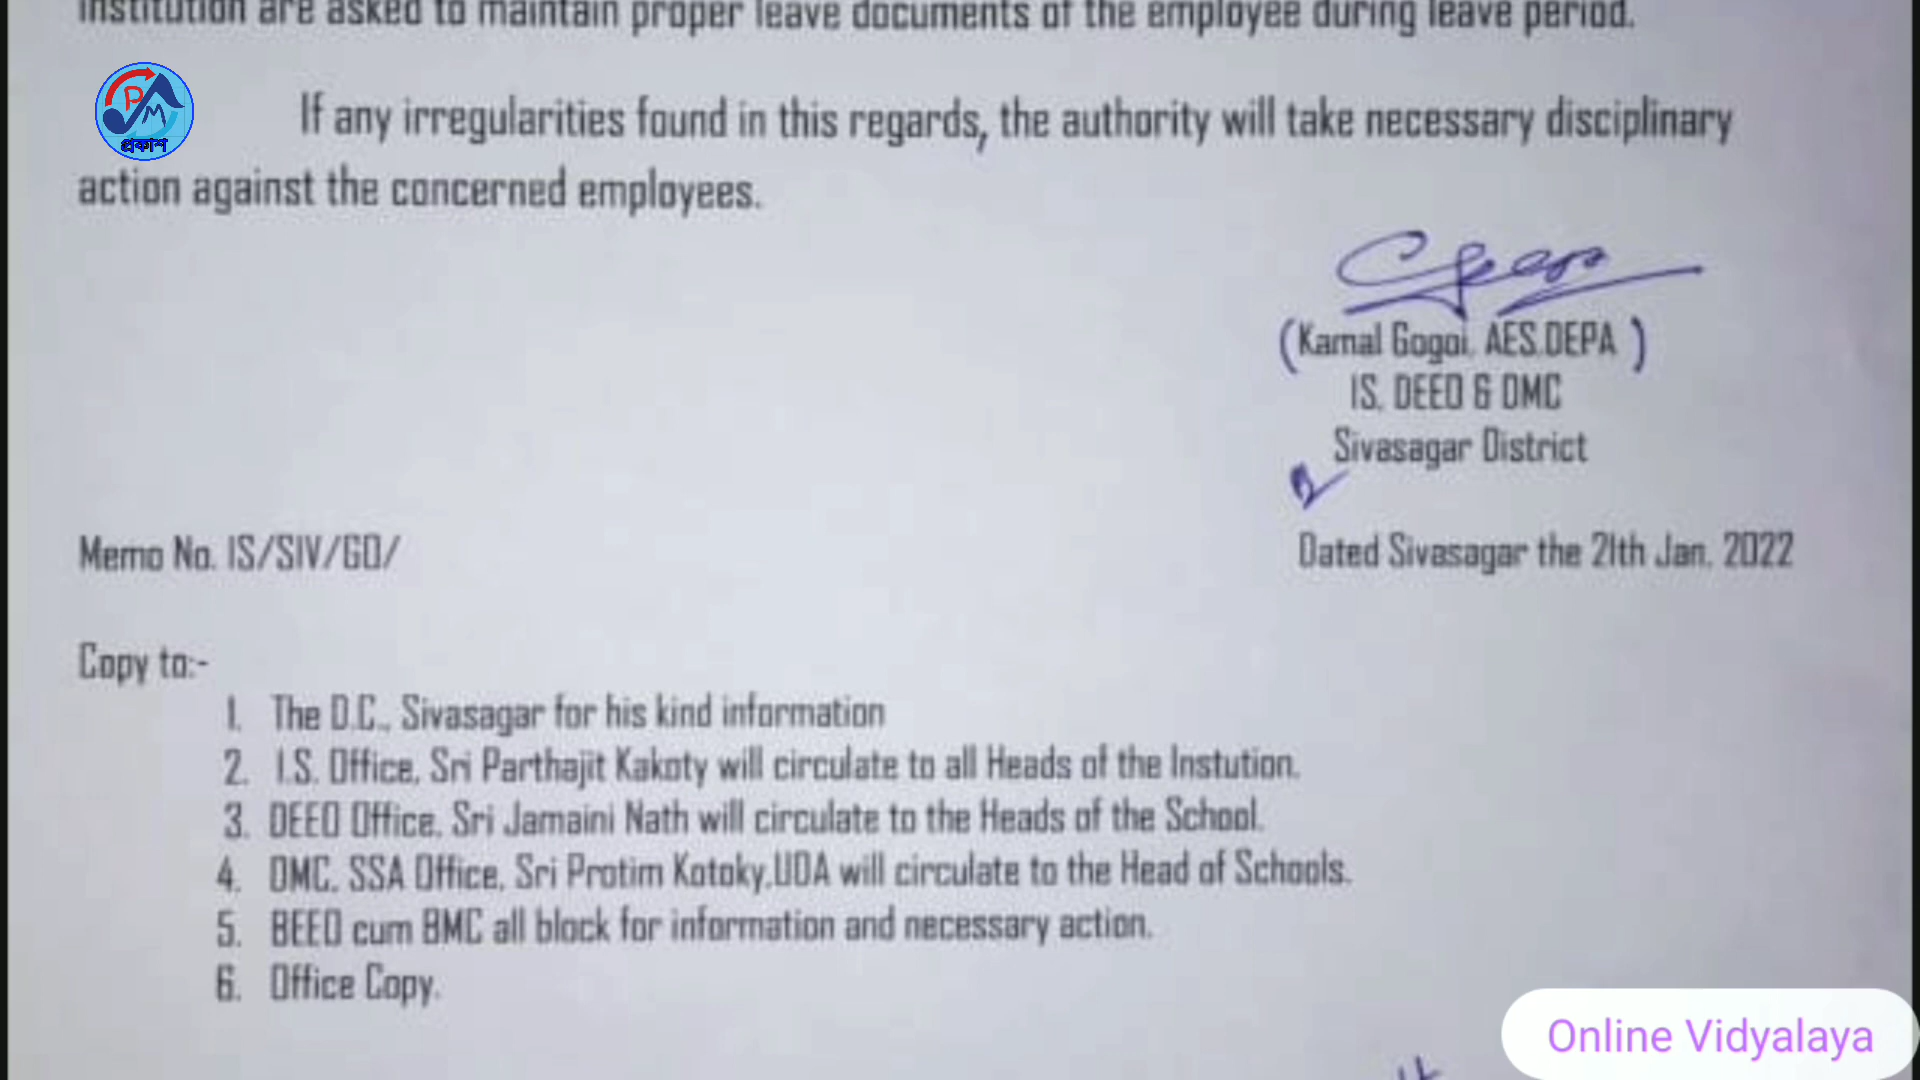 institution are asked to maintain proper leave documents of the employee during leave period.
PM
প্ৰকাশ
If any irregularities found in this regards, the authority will take necessary disciplinary
action against the concerned employees.
(Kamal Gogoi, AES,DEPA )
IS, DEEO & DMC
Sivasagar District
Memo No. IS/SIV/GO/
Dated Sivasagar the 21th Jan, 2022
Copy to:-
1. The D.C., Sivasagar for his kind information
2. I.S. Office, Sri Parthajit Kakoty will circulate to all Heads of the Instution.
3. DEEO Office, Sri Jamaini Nath will circulate to the Heads of the School.
4. DMC, SSA Office, Sri Protim Kotoky,UDA will circulate to the Head of Schools.
5. BEEO cum BMC all block for information and necessary action.
6. Office Copy.
Online Vidyalaya